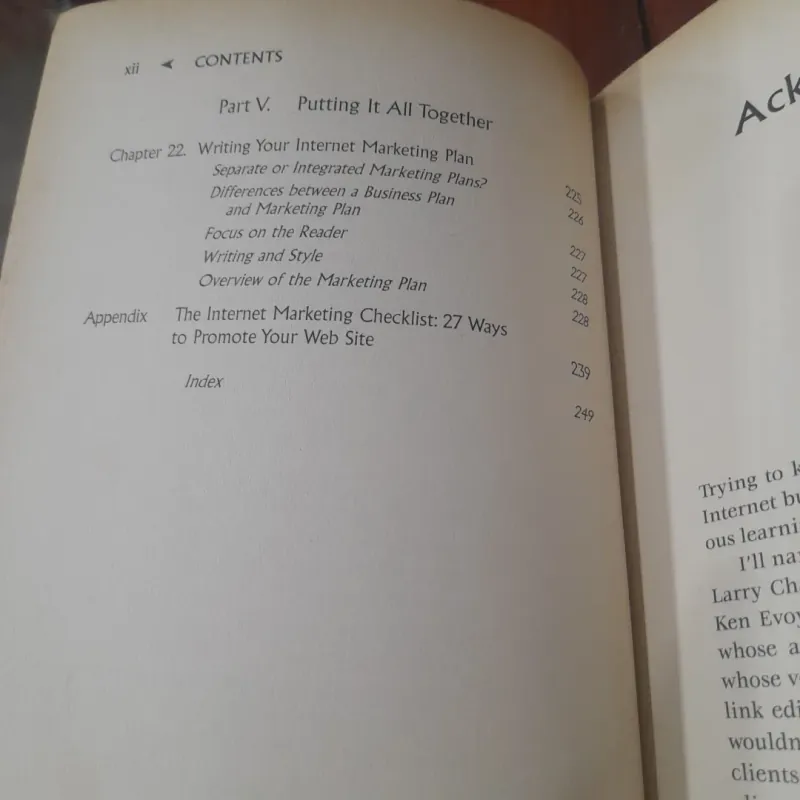 xii ➤ CONTENTS
Part V. Putting It All Together
Chapter 22. Writing Your Internet Marketing Plan 225
Separate or Integrated Marketing Plans? 226
Differences between a Business Plan
and Marketing Plan 227
Focus on the Reader 227
Writing and Style 228
Overview of the Marketing Plan 228
Appendix The Internet Marketing Checklist: 27 Ways
to Promote Your Web Site 239
Index 249
Ack
Trying to k
Internet bu
ous learni
I'll na
Larry Ch
Ken Evoy
whose a
whose v
link edi
wouldn
clients